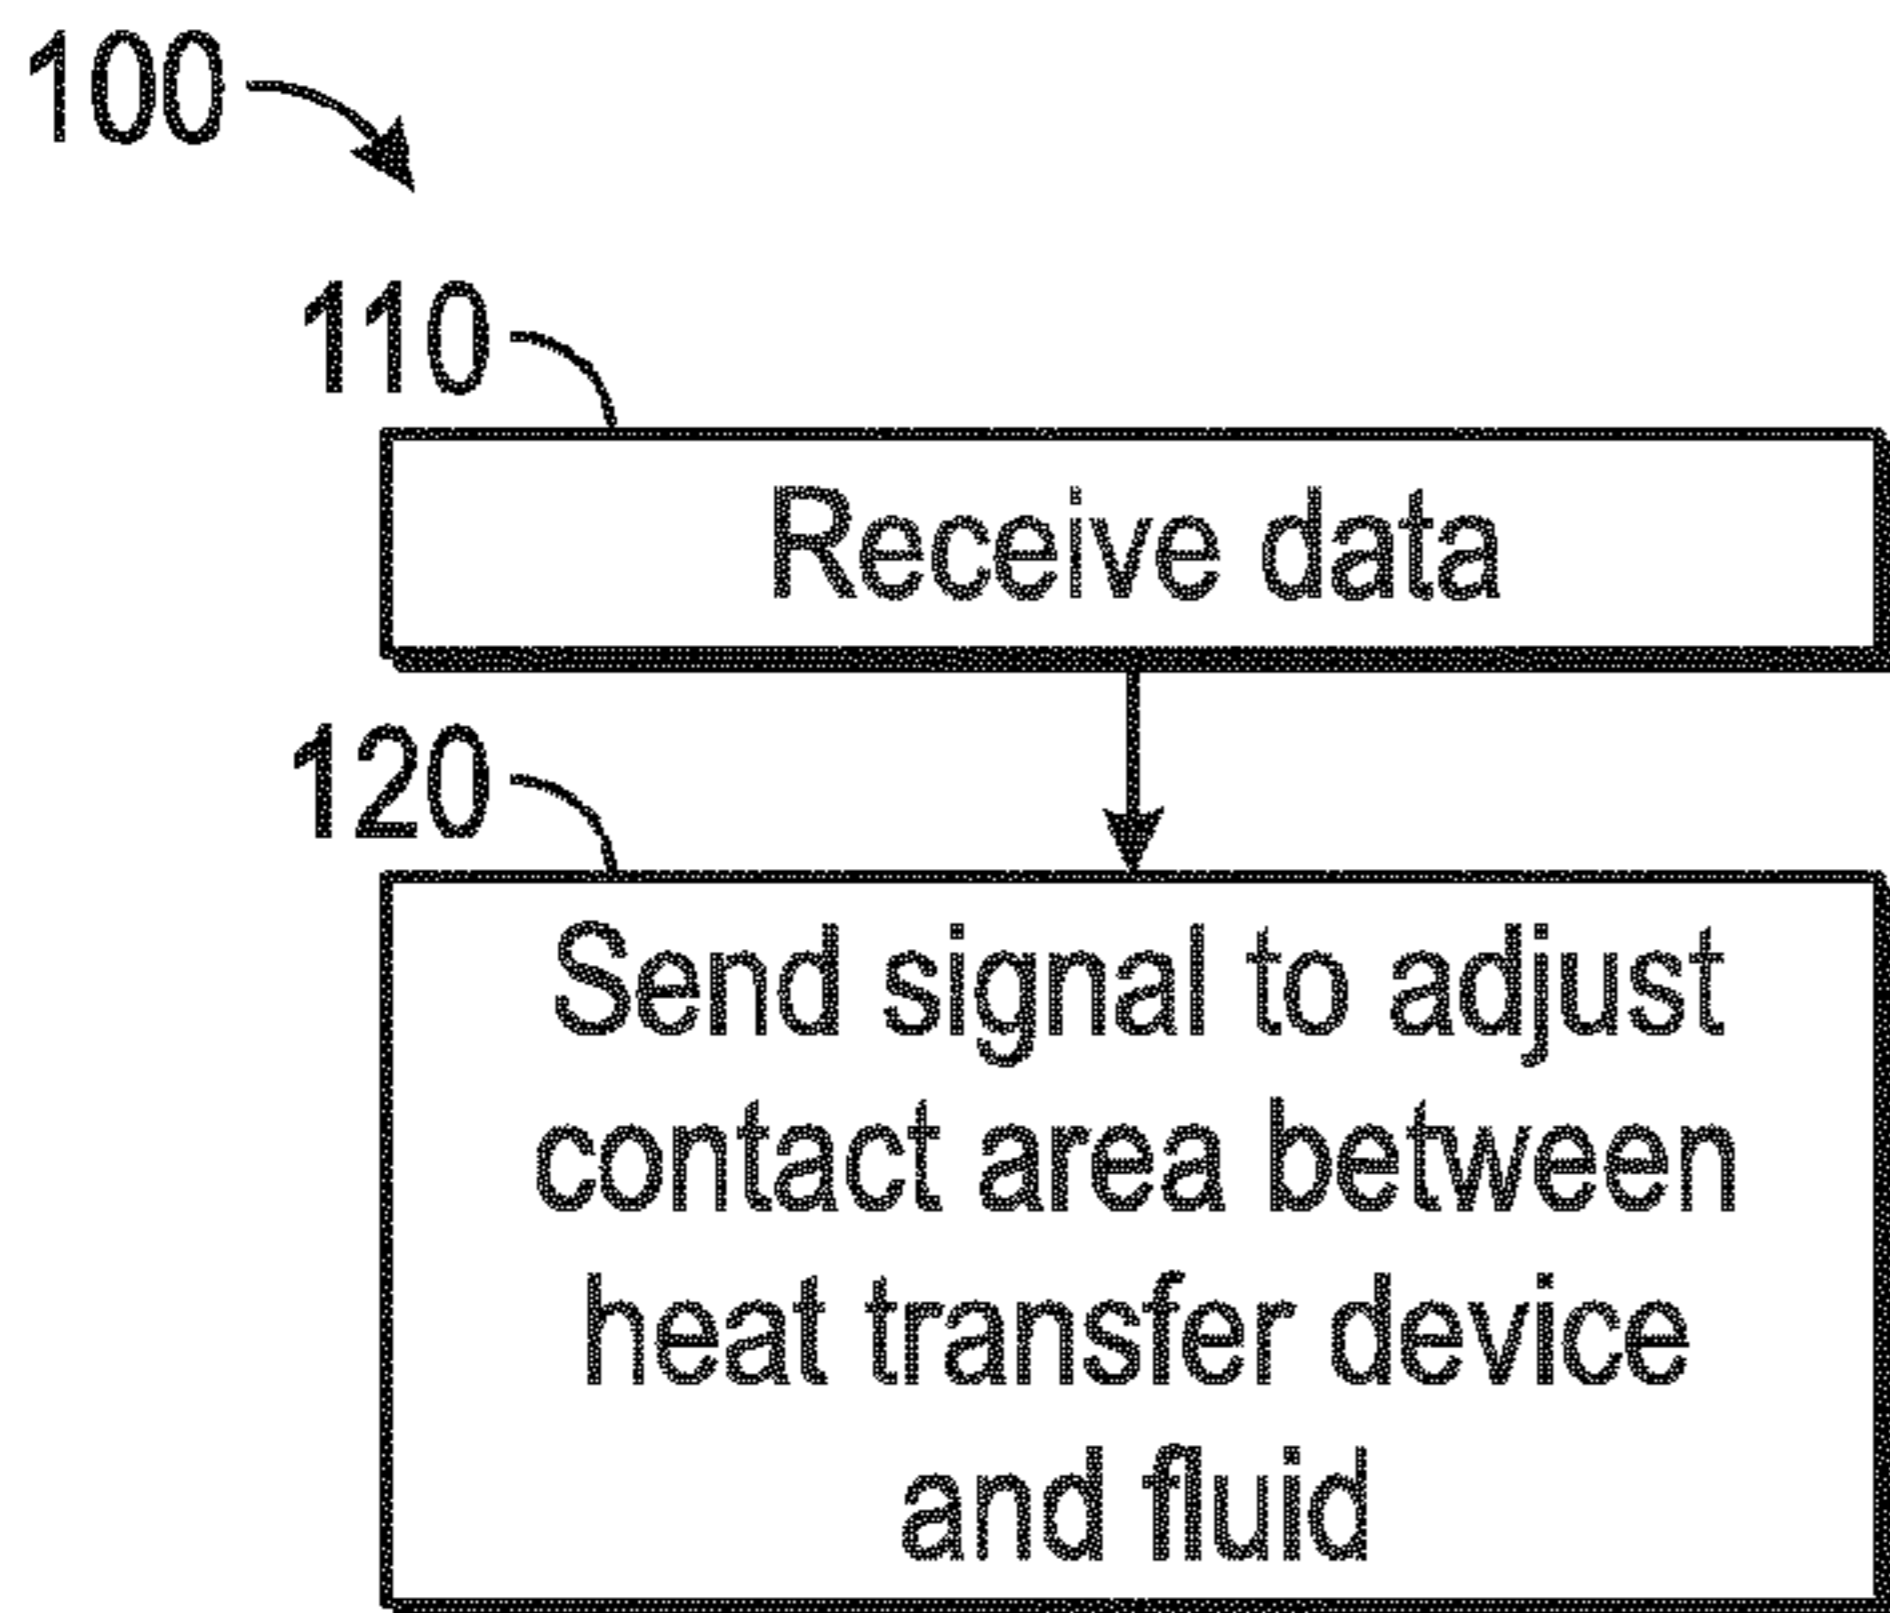 100
110
Receive data
120
Send signal to adjust
contact area between
heat transfer device
and fluid